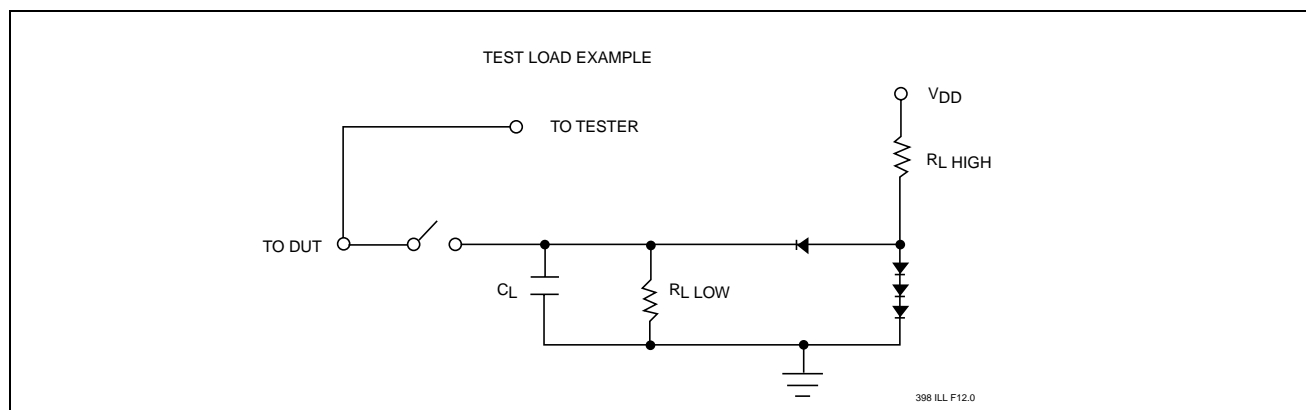 TEST LOAD EXAMPLE
VDD
TO TESTER
RL HIGH
TO DUT
CL
RL LOW
398 ILL F12.0